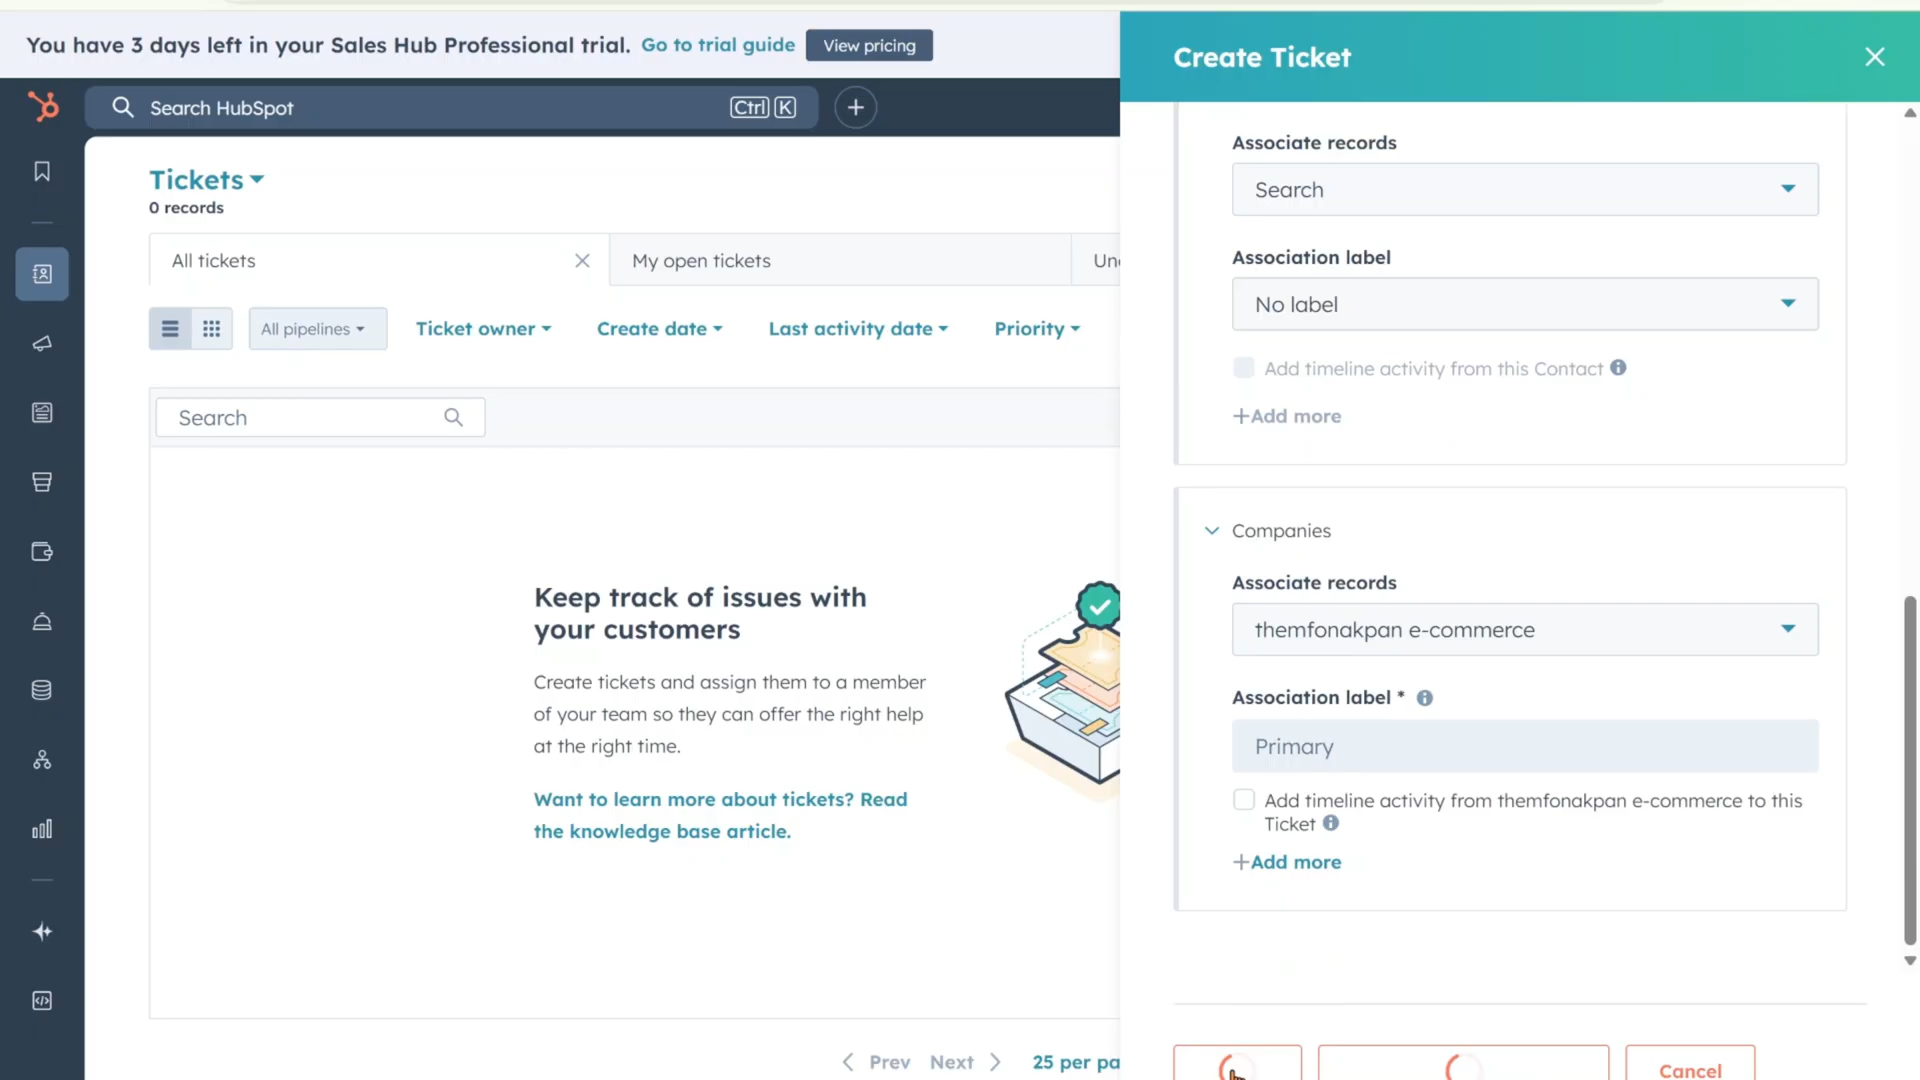 You have 3 days left in your Sales Hub Professional trial. Go to trial guide View pricing
Search HubSpot Ctrl K
Tickets
0 records
All tickets
My open tickets
All pipelines
Ticket owner
Create date
Last activity date
Priority
Search
Keep track of issues with
your customers
Create tickets and assign them to a member
of your team so they can offer the right help
at the right time.
Want to learn more about tickets? Read
the knowledge base article.
Prev Next
25 per pa
Create Ticket
Associate records
Search
Association label
No label
Add timeline activity from this Contact
+Add more
Companies
Associate records
themfonakpan e-commerce
Association label *
Primary
Add timeline activity from themfonakpan e-commerce to this
Ticket
+Add more
Cancel